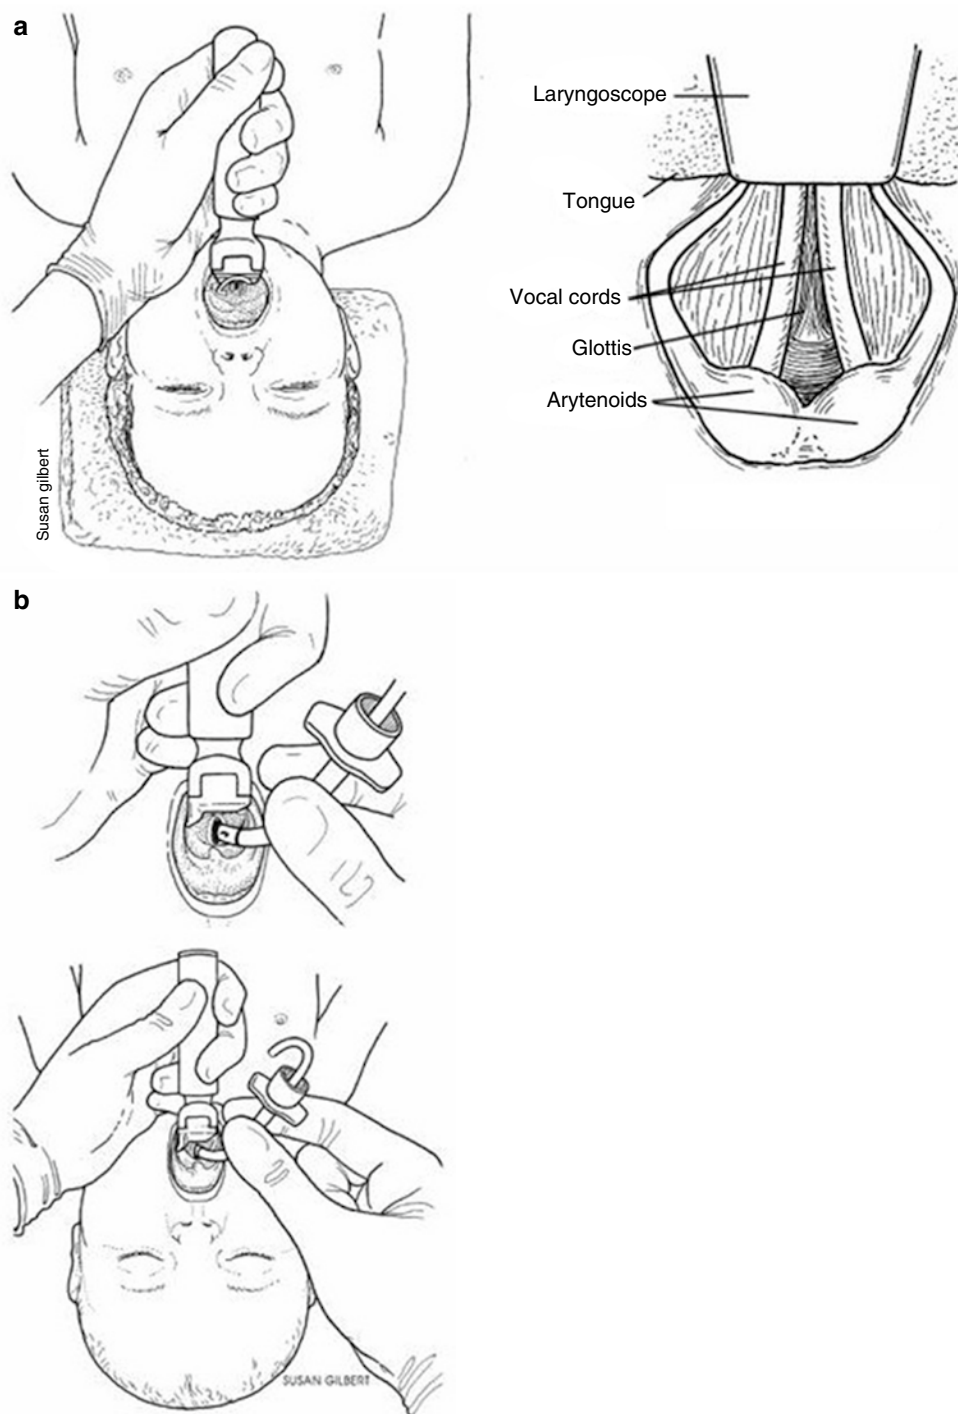 a
Laryngoscope
Tongue
Vocal cords
Glottis
Arytenoids
Susan gilbert
b
SUSAN GILBERT